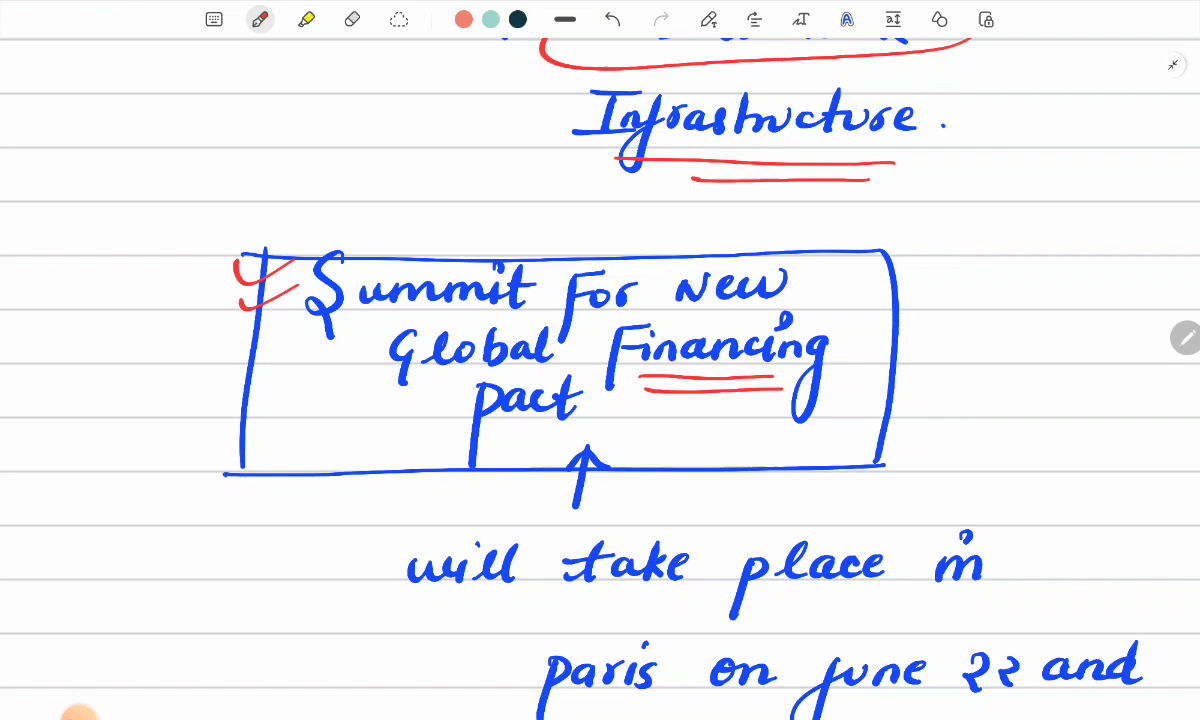 Infrastructure.
Summit For New
Global Financing
Pact
will take place in
paris on june 22 and